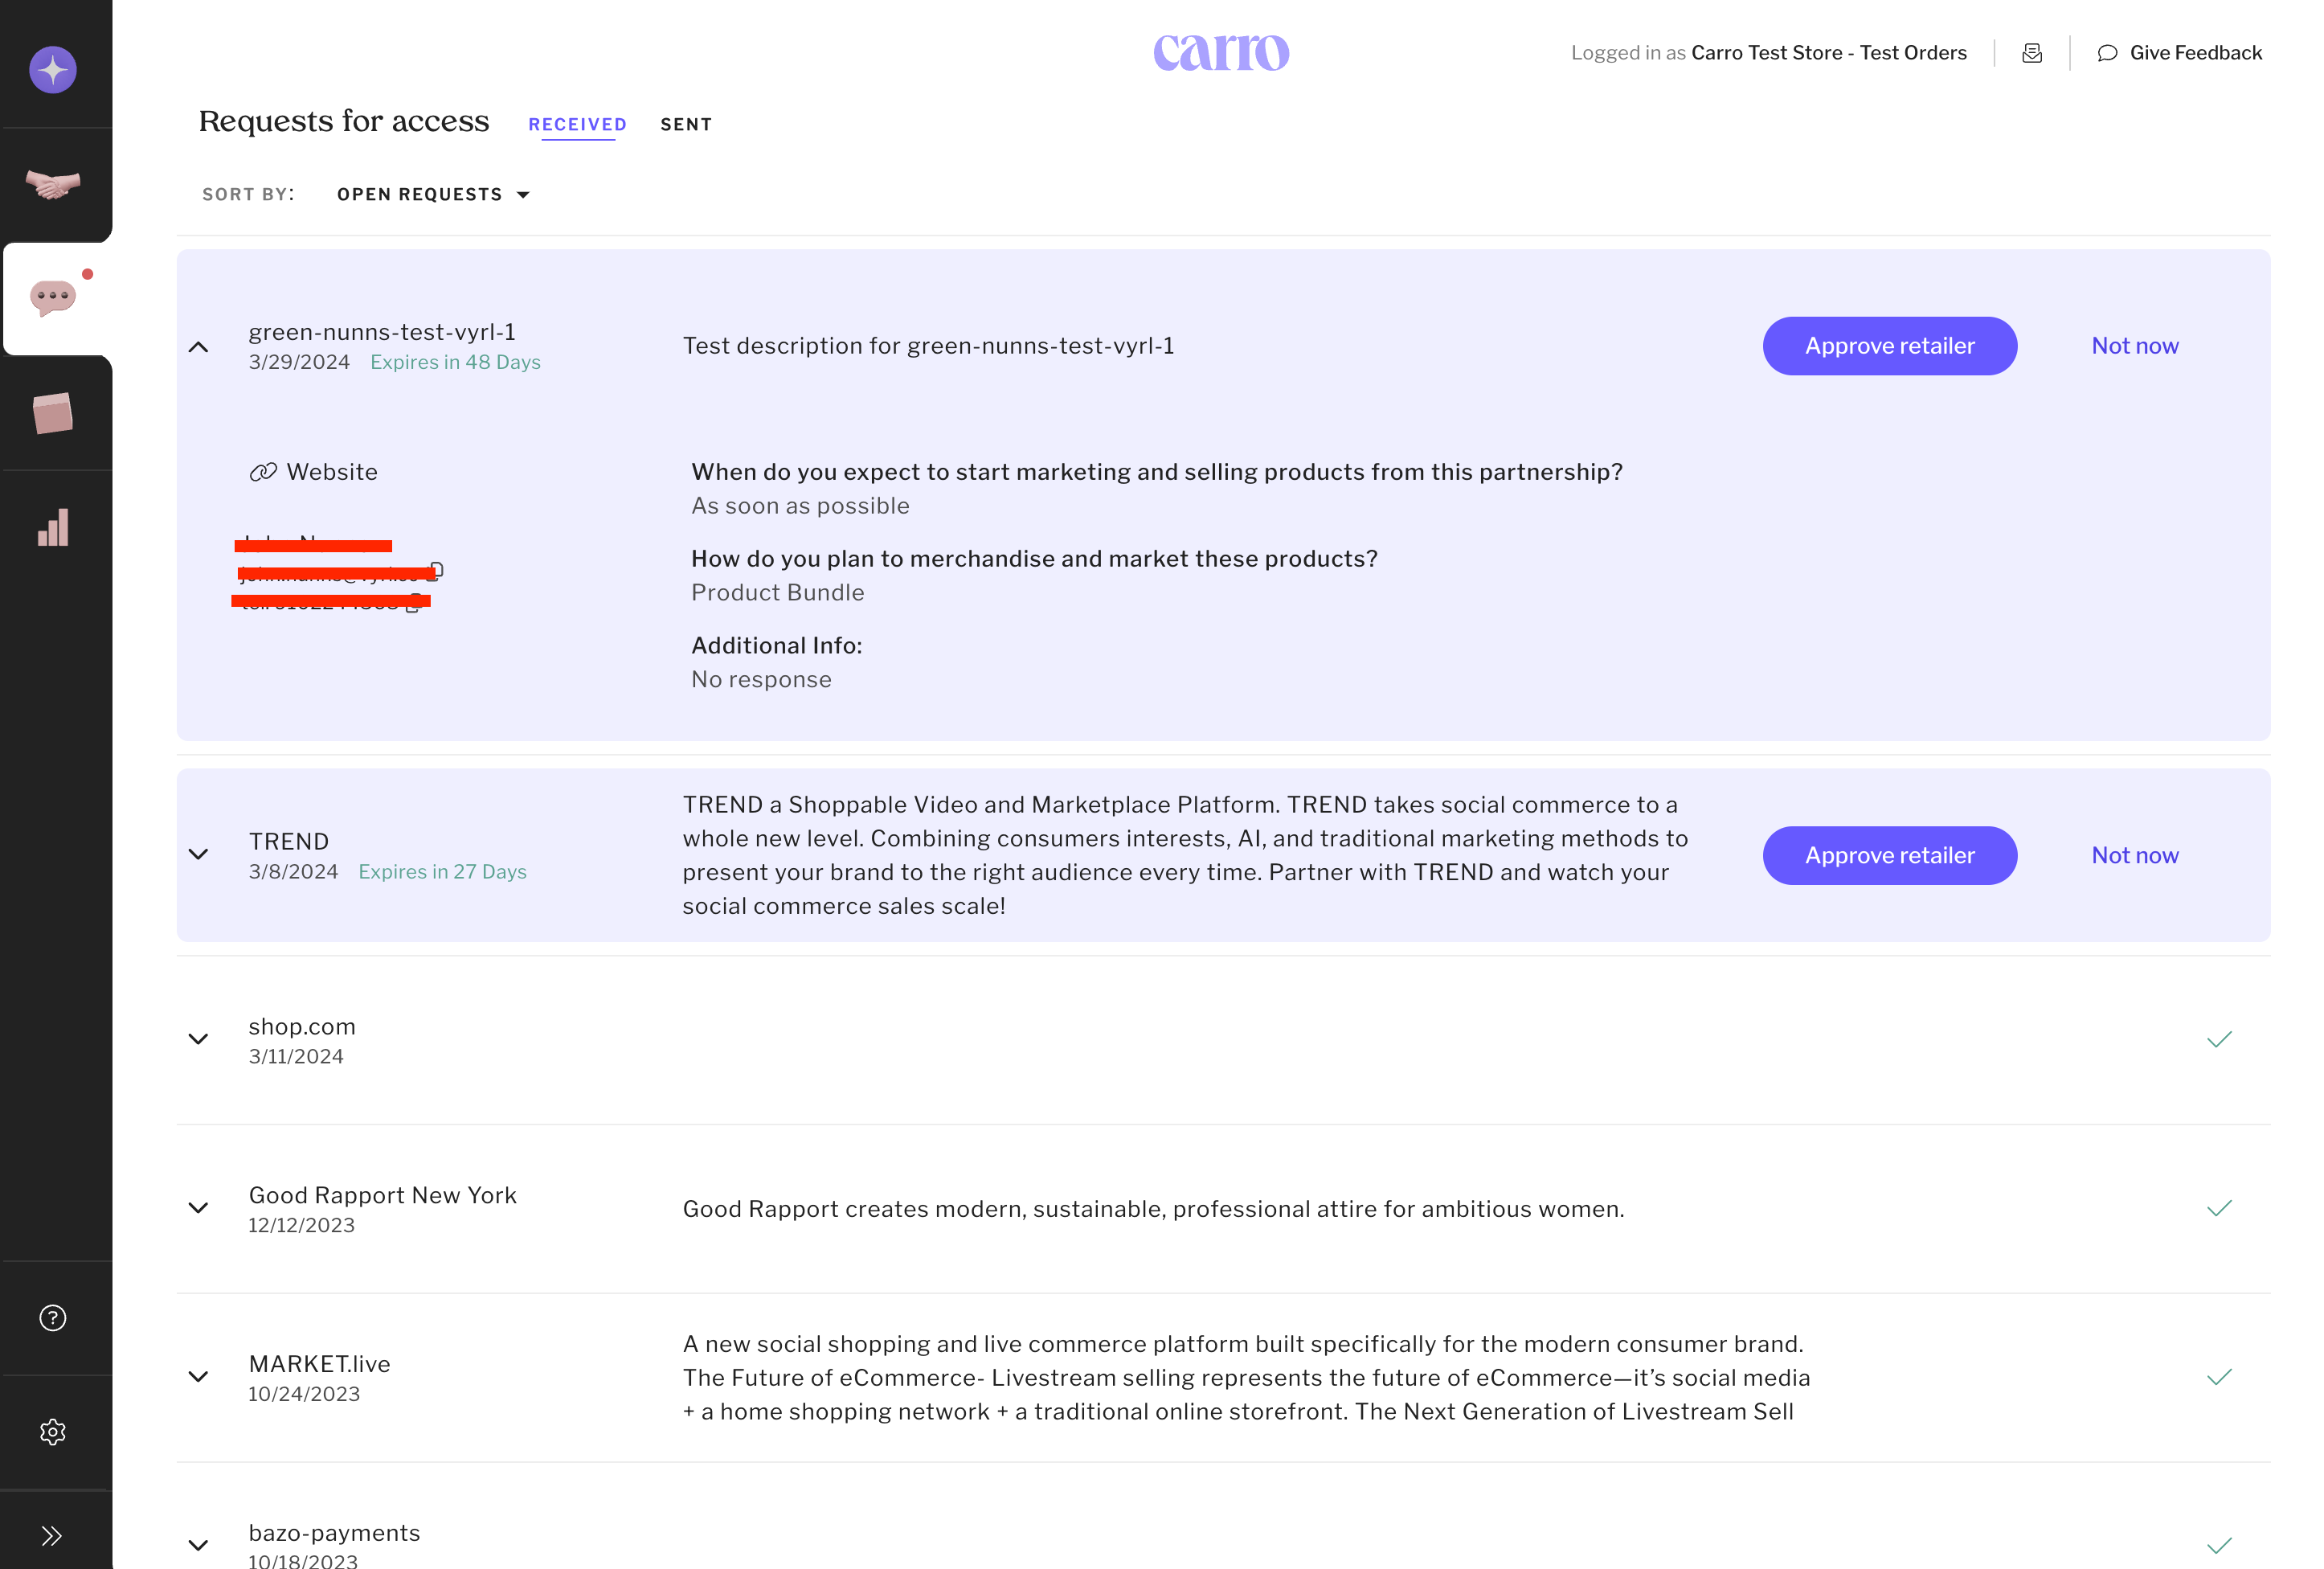 carro
Logged in as Carro Test Store - Test Orders
Give Feedback
Requests for access
RECEIVED
SENT
SORT BY:
OPEN REQUESTS
green-nunns-test-vyrl-1
3/29/2024 Expires in 48 Days
Test description for green-nunns-test-vyrl-1
Approve retailer
Not now
Website
When do you expect to start marketing and selling products from this partnership?
As soon as possible
How do you plan to merchandise and market these products?
Product Bundle
Additional Info:
No response
TREND
3/8/2024 Expires in 27 Days
TREND a Shoppable Video and Marketplace Platform. TREND takes social commerce to a
whole new level. Combining consumers interests, AI, and traditional marketing methods to
present your brand to the right audience every time. Partner with TREND and watch your
social commerce sales scale!
Approve retailer
Not now
shop.com
3/11/2024
Good Rapport New York
12/12/2023
Good Rapport creates modern, sustainable, professional attire for ambitious women.
MARKET.live
10/24/2023
A new social shopping and live commerce platform built specifically for the modern consumer brand.
The Future of eCommerce- Livestream selling represents the future of eCommerce—it’s social media
+ a home shopping network + a traditional online storefront. The Next Generation of Livestream Sell
bazo-payments
10/18/2023